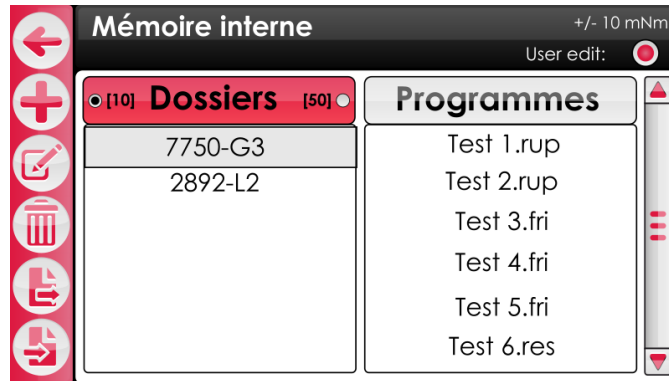 Mémoire interne
+/- 10 mNm
User edit:
[10] Dossiers [50]
Programmes
7750-G3
2892-L2
Test 1.rup
Test 2.rup
Test 3.fri
Test 4.fri
Test 5.fri
Test 6.res